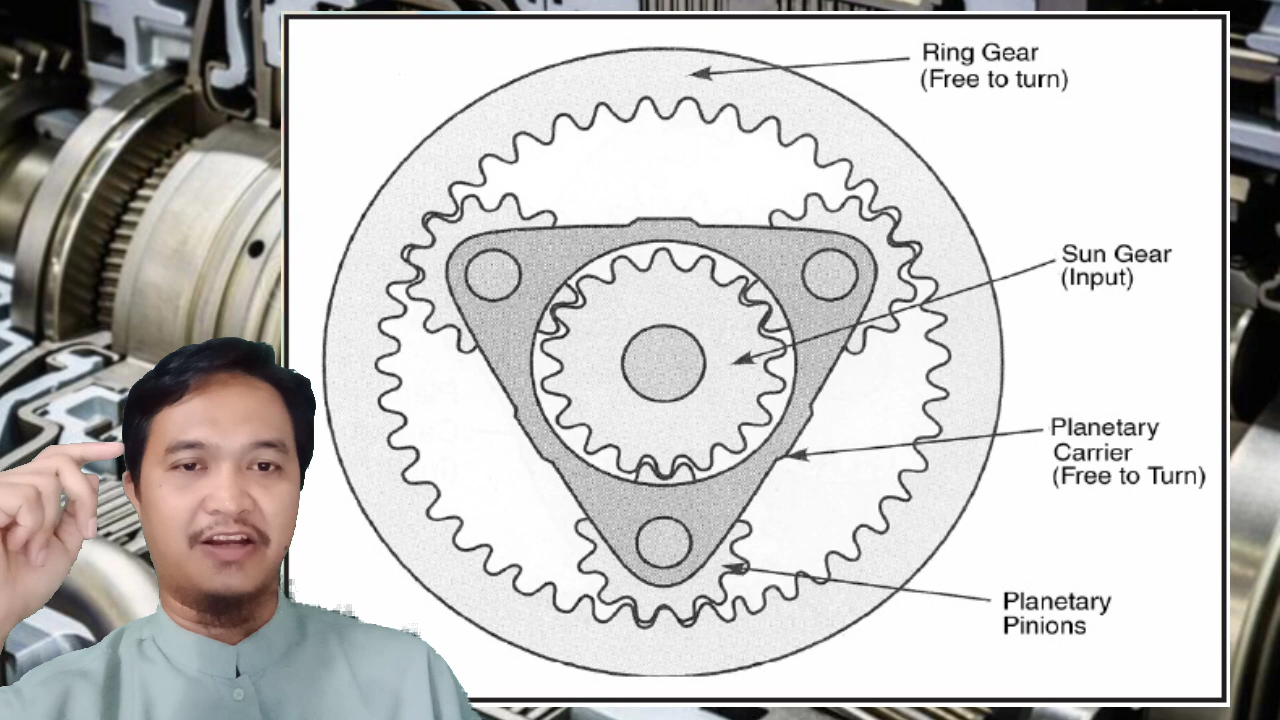 Ring Gear
(Free to turn)
Sun Gear
(Input)
Planetary
Carrier
(Free to Turn)
Planetary
Pinions